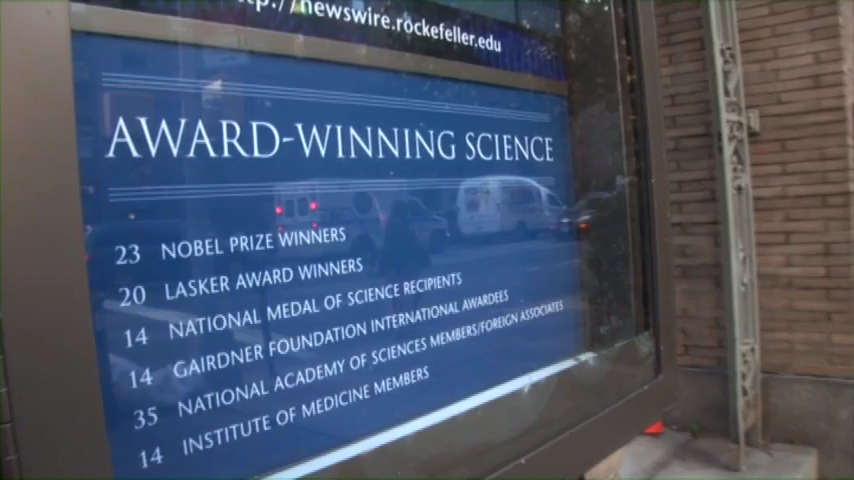 http://newswire.rockefeller.edu
AWARD-WINNING SCIENCE
23 NOBEL PRIZE WINNERS
20 LASKER AWARD WINNERS
14 NATIONAL MEDAL OF SCIENCE RECIPIENTS
14 GAIRDNER FOUNDATION INTERNATIONAL AWARDEES
35 NATIONAL ACADEMY OF SCIENCES MEMBERS/FOREIGN ASSOCIATES
14 INSTITUTE OF MEDICINE MEMBERS